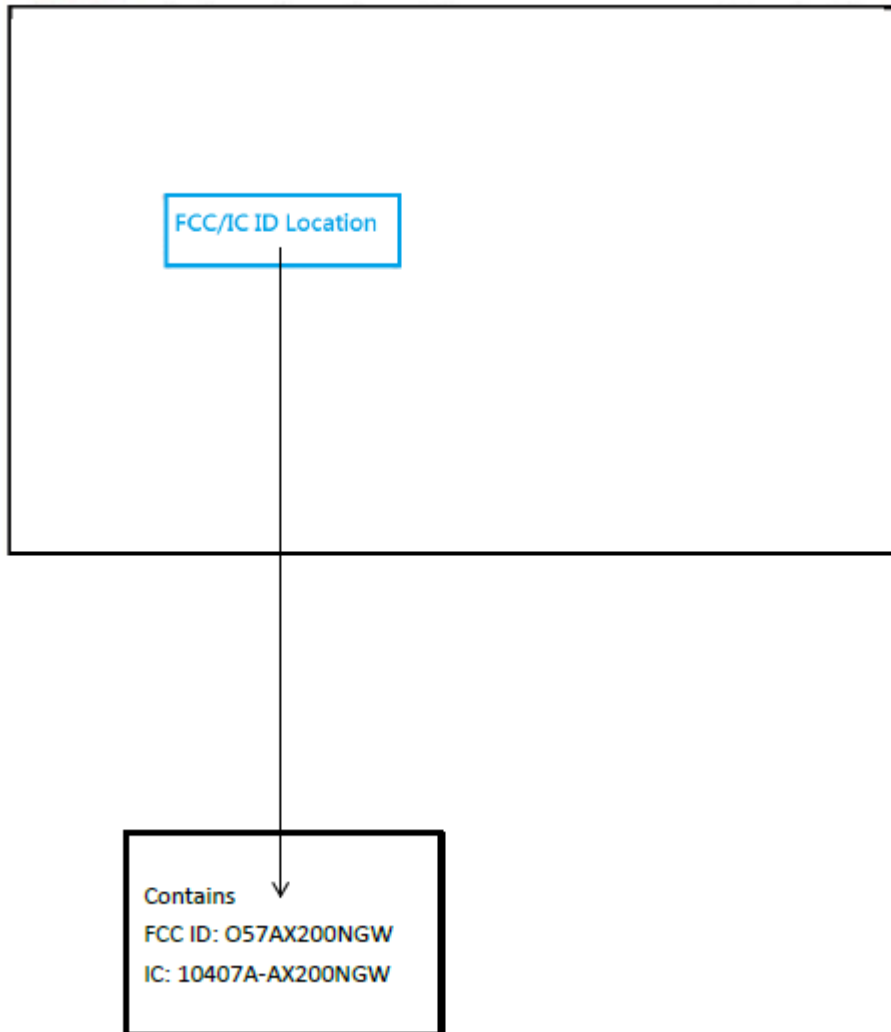 FCC/IC ID Location
Contains
FCC ID: O57AX200NGW
IC: 10407A-AX200NGW